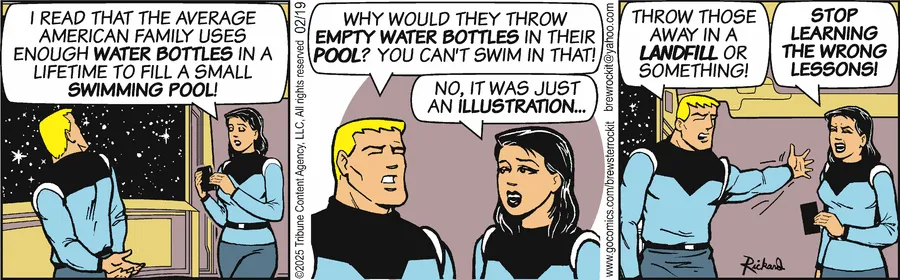 I READ THAT THE AVERAGE
AMERICAN FAMILY USES
ENOUGH WATER BOTTLES IN A
LIFETIME TO FILL A SMALL
SWIMMING POOL!
©2025 Tribune Content Agency, LLC, All rights reserved 02/19
WHY WOULD THEY THROW
EMPTY WATER BOTTLES IN THEIR
POOL? YOU CAN'T SWIM IN THAT!
NO, IT WAS JUST
AN ILLUSTRATION...
www.gocomics.com/brewsterrockit brewrockit@yahoo.com
THROW THOSE
AWAY IN A
LANDFILL OR
SOMETHING!
STOP
LEARNING
THE WRONG
LESSONS!
Rickard